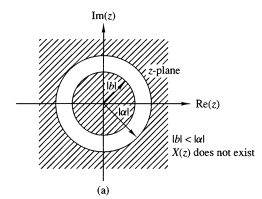 Im(z)
z-plane
|b|
Re(z)
|a|
|b| < |a|
X(z) does not exist
(a)